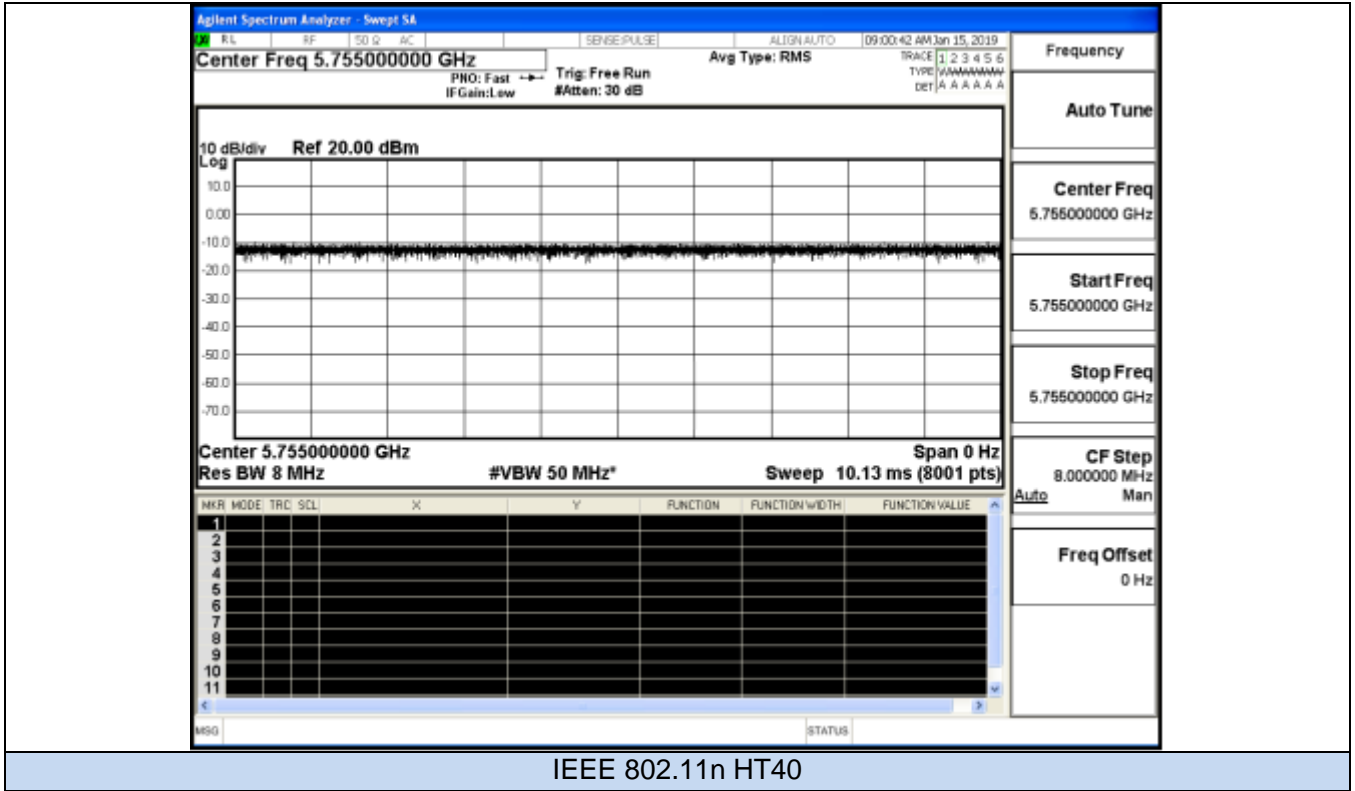 Agilent Spectrum Analyzer - Swept SA
RL RF 50 Ω AC SENSE:PULSE ALIGN AUTO 09:00:42 AM Jan 15, 2019
Center Freq 5.755000000 GHz
PNO: Fast Trig: Free Run
IFGain:Low #Atten: 30 dB
Avg Type: RMS
TRACE 1 2 3 4 5 6
TYPE
DET A A A A A A
10 dB/div Ref 20.00 dBm
Log
10.0
0.00
-10.0
-20.0
-30.0
-40.0
-50.0
-60.0
-70.0
Center 5.755000000 GHz Span 0 Hz
Res BW 8 MHz #VBW 50 MHz* Sweep 10.13 ms (8001 pts)
MKR MODE TRC SCL X Y FUNCTION FUNCTION WIDTH FUNCTION VALUE
1
2
3
4
5
6
7
8
9
10
11
MSG STATUS
Frequency
Auto Tune
Center Freq
5.755000000 GHz
Start Freq
5.755000000 GHz
Stop Freq
5.755000000 GHz
CF Step
8.000000 MHz
Auto Man
Freq Offset
0 Hz
IEEE 802.11n HT40